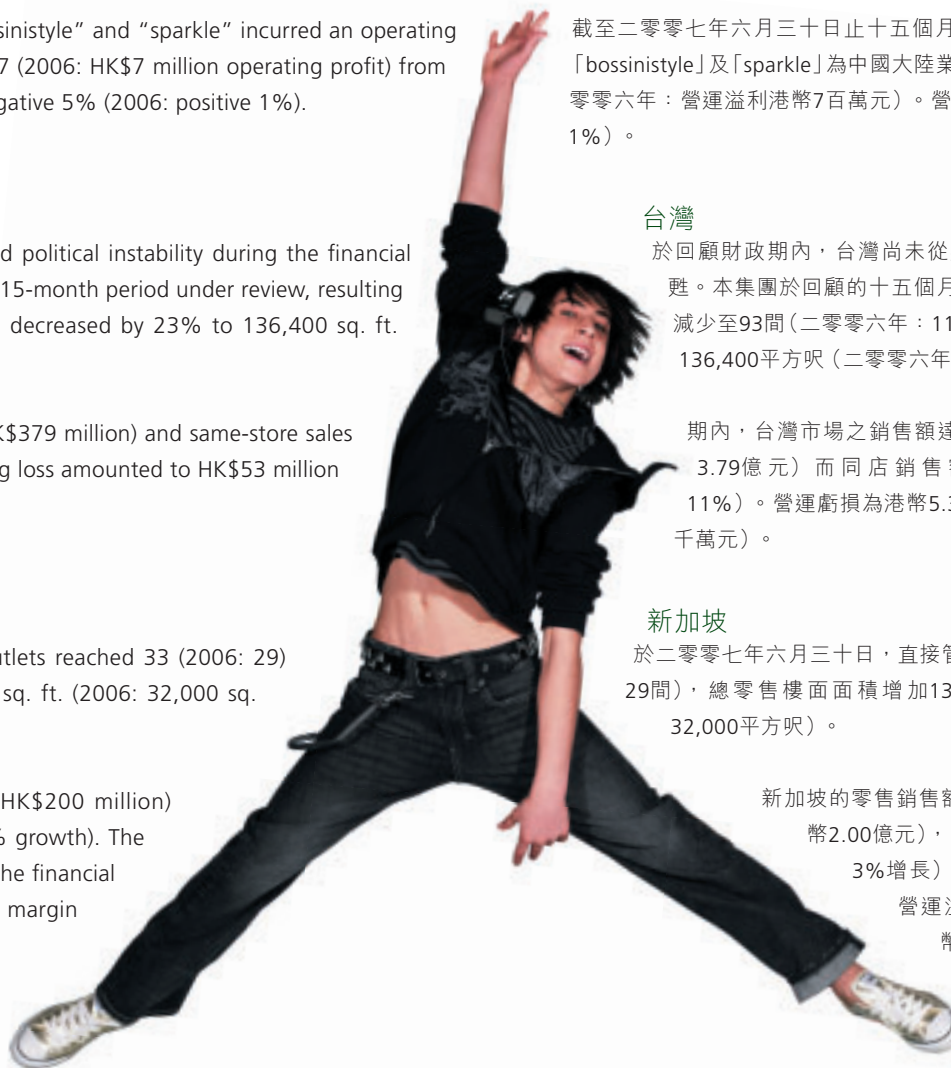 sinistyle” and “sparkle” incurred an operating
7 (2006: HK$7 million operating profit) from
gative 5% (2006: positive 1%).
d political instability during the financial
15-month period under review, resulting
decreased by 23% to 136,400 sq. ft.
K$379 million) and same-store sales
g loss amounted to HK$53 million
utlets reached 33 (2006: 29)
sq. ft. (2006: 32,000 sq.
HK$200 million)
% growth). The
he financial
margin
截至二零零七年六月三十日止十五個月
「bossinistyle」及「sparkle」為中國大陸業
零零六年：營運溢利港幣7百萬元）。營
1%）。
台灣
於回顧財政期內，台灣尚未從
甦。本集團於回顧的十五個月
減少至93間（二零零六年：11
136,400平方呎（二零零六年
期內，台灣市場之銷售額達
3.79億元）而同店銷售
11%）。營運虧損為港幣5.3
千萬元）。
新加坡
於二零零七年六月三十日，直接管
29間），總零售樓面面積增加13
32,000平方呎）。
新加坡的零售銷售額
幣2.00億元），
3%增長）
營運溢
幣